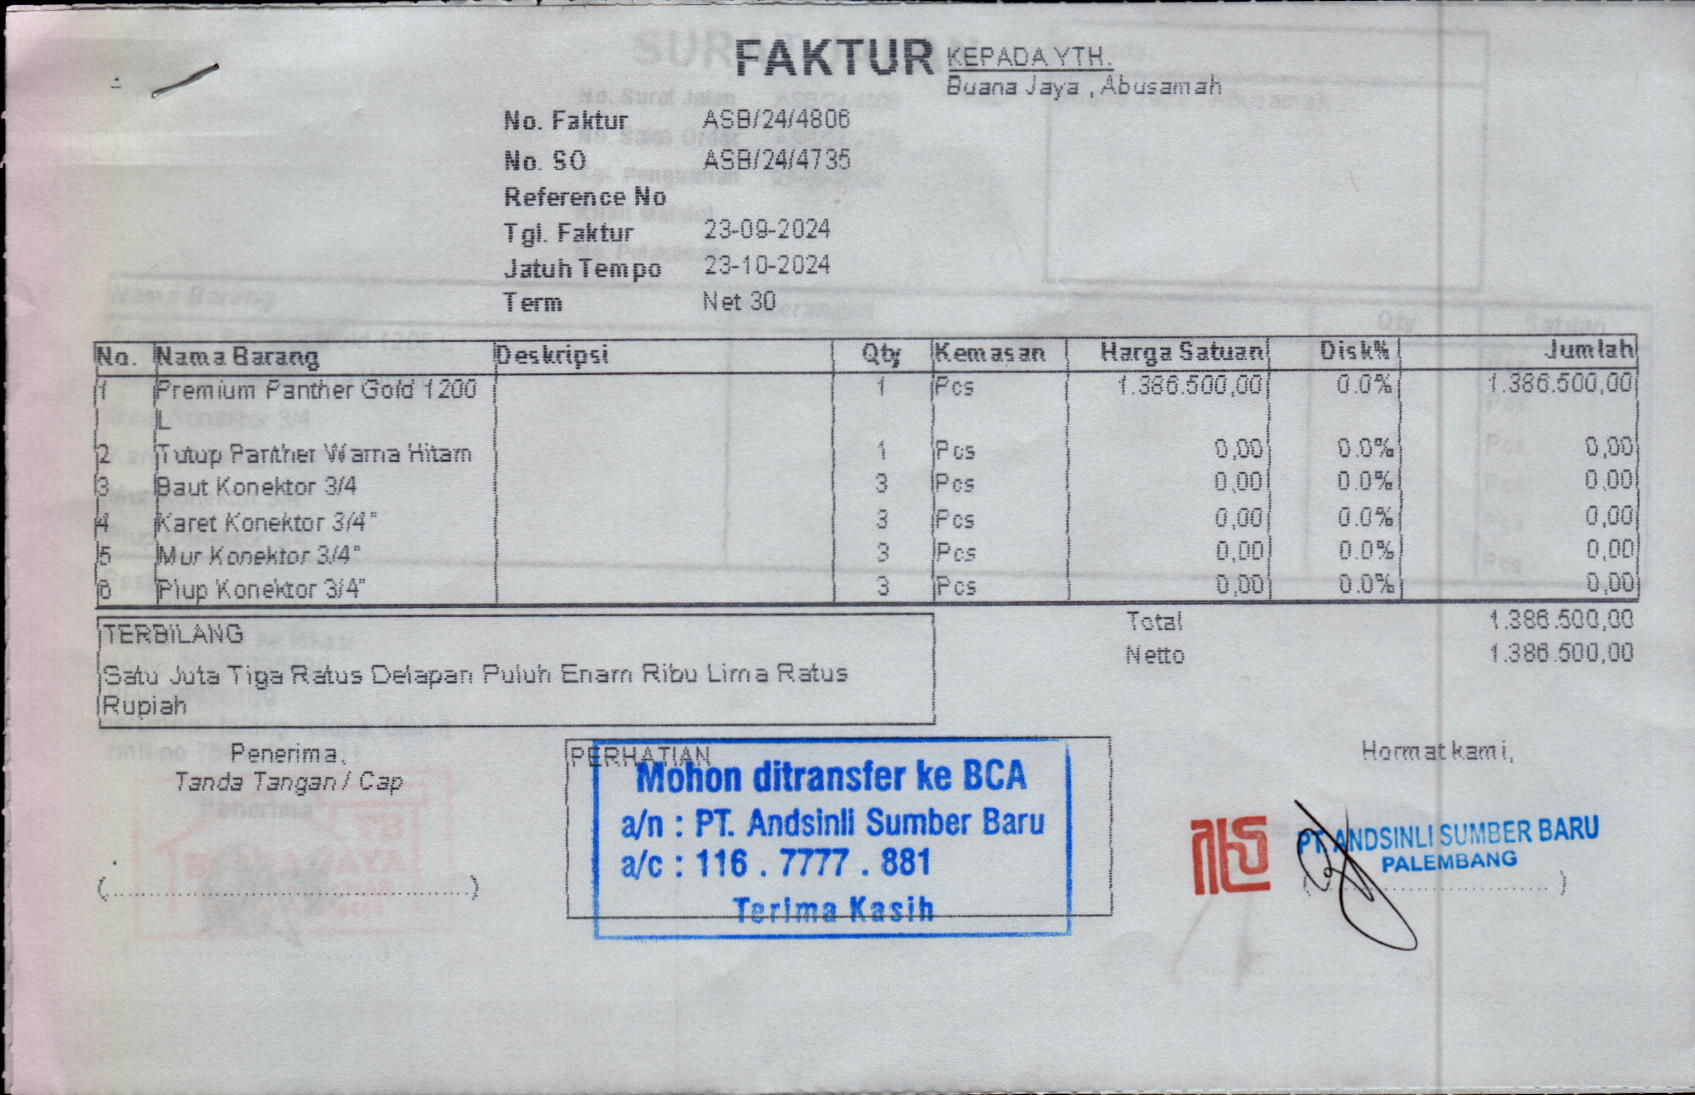 FAKTUR
KEPADA YTH.
Buana Jaya , Abusamah
No. Faktur ASB/24/4806
No. SO ASB/24/4735
Reference No
Tgl. Faktur 23-09-2024
Jatuh Tempo 23-10-2024
Term Net 30
No. Nama Barang Deskripsi Qty Kemasan Harga Satuan Disk% Jumlah
1 Premium Panther Gold 1200 1 Pcs 1.386.500,00 0.0% 1.386.500,00
L
2 Tutup Panther Warna Hitam 1 Pcs 0,00 0.0% 0,00
3 Baut Konektor 3/4 3 Pcs 0,00 0.0% 0,00
4 Karet Konektor 3/4" 3 Pcs 0,00 0.0% 0,00
5 Mur Konektor 3/4" 3 Pcs 0,00 0.0% 0,00
6 Plup Konektor 3/4" 3 Pcs 0,00 0.0% 0,00
Total 1.386.500,00
Netto 1.386.500,00
TERBILANG
Satu Juta Tiga Ratus Delapan Puluh Enam Ribu Lima Ratus
Rupiah
Penerima,
Tanda Tangan / Cap
(........................................)
PERHATIAN
Mohon ditransfer ke BCA
a/n : PT. Andsinli Sumber Baru
a/c : 116 . 7777 . 881
Terima Kasih
Hormat kami,
PT. ANDSINLI SUMBER BARU
PALEMBANG
(........................................)